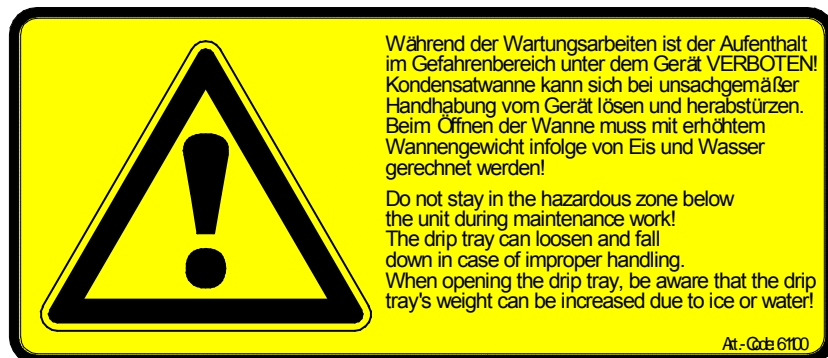 Während der Wartungsarbeiten ist der Aufenthalt
im Gefahrenbereich unter dem Gerät VERBOTEN!
Kondensatwanne kann sich bei unsachgemäßer
Handhabung vom Gerät lösen und herabstürzen.
Beim Öffnen der Wanne muss mit erhöhtem
Wannengewicht infolge von Eis und Wasser
gerechnet werden!
Do not stay in the hazardous zone below
the unit during maintenance work!
The drip tray can loosen and fall
down in case of improper handling.
When opening the drip tray, be aware that the drip
tray's weight can be increased due to ice or water!
Art.-Code 61100